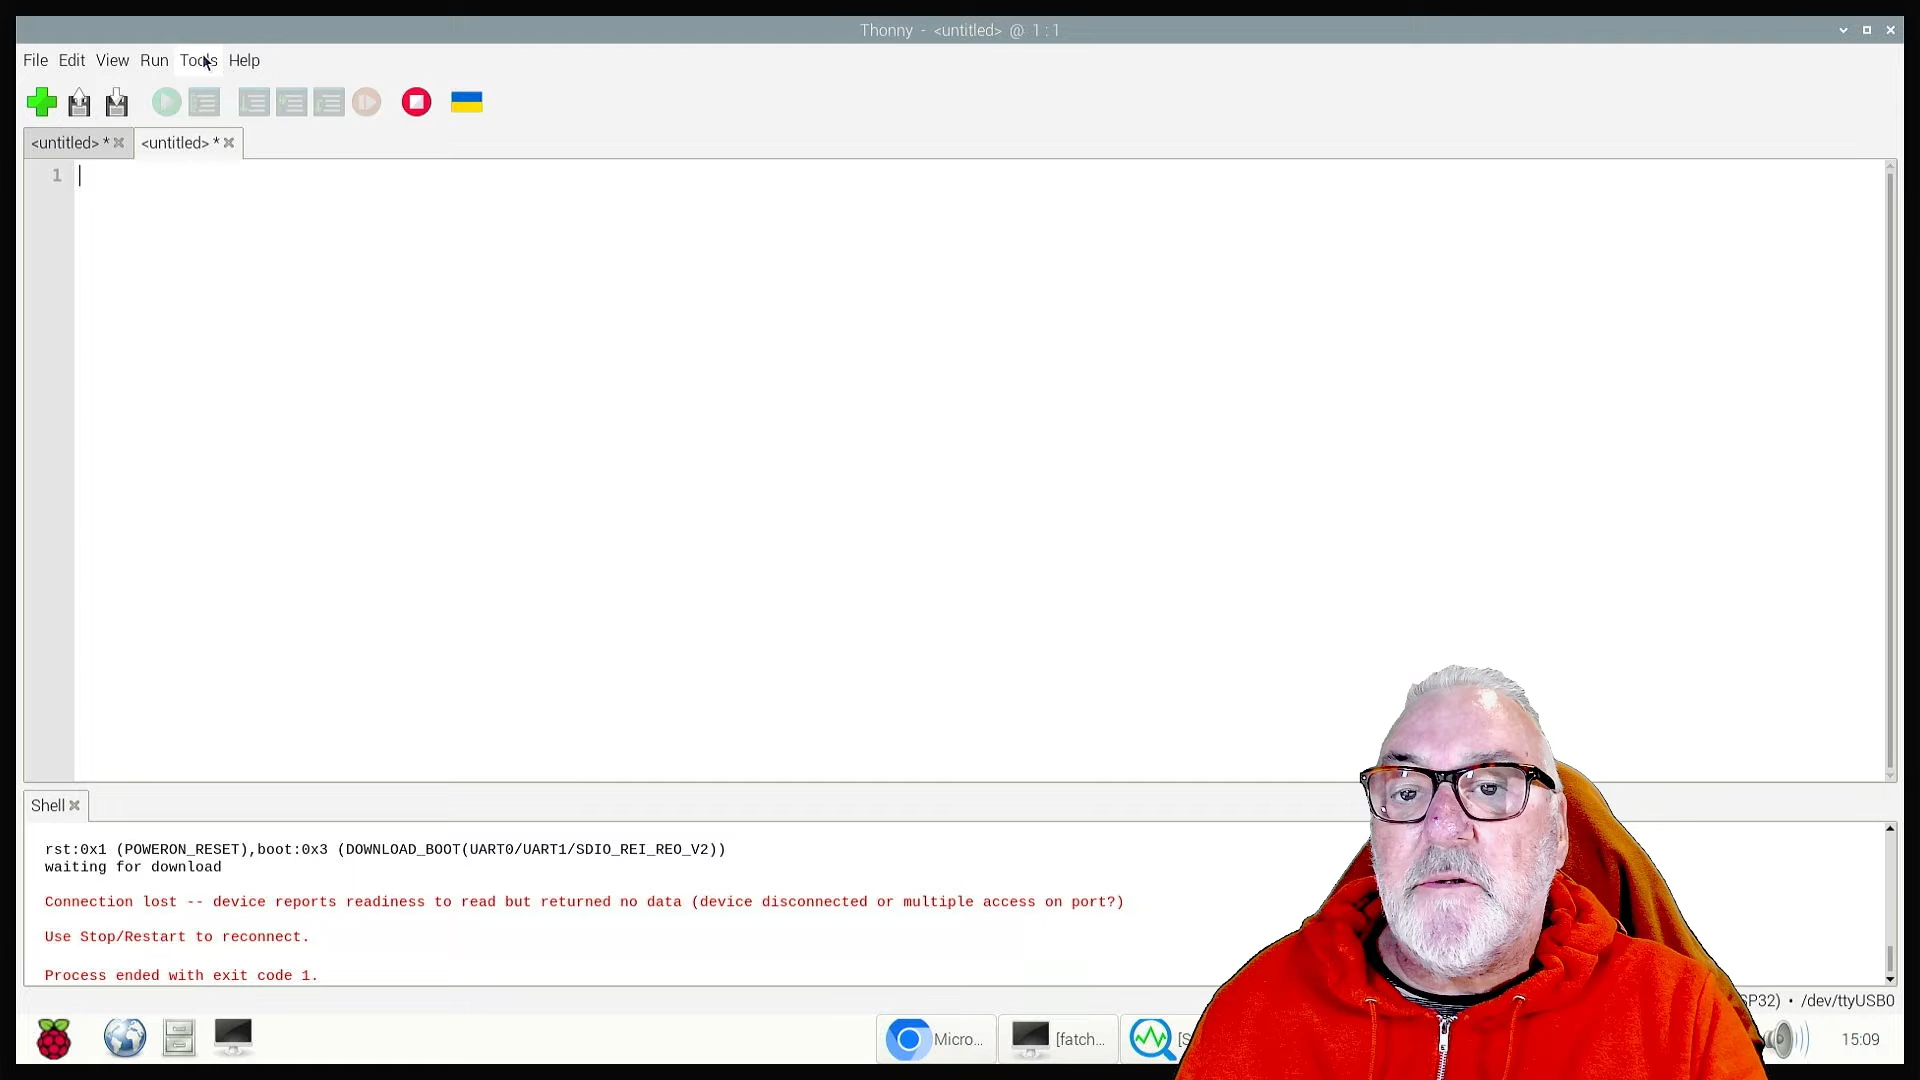 Thonny - <untitled> @ 1 : 1
File Edit View Run Tools Help
<untitled> * <untitled> *
1
Shell
rst:0x1 (POWERON_RESET),boot:0x3 (DOWNLOAD_BOOT(UART0/UART1/SDIO_REI_REO_V2))
waiting for download
Connection lost -- device reports readiness to read but returned no data (device disconnected or multiple access on port?)
Use Stop/Restart to reconnect.
Process ended with exit code 1.
SP32) • /dev/ttyUSB0
Micro... [fatch... [S 15:09